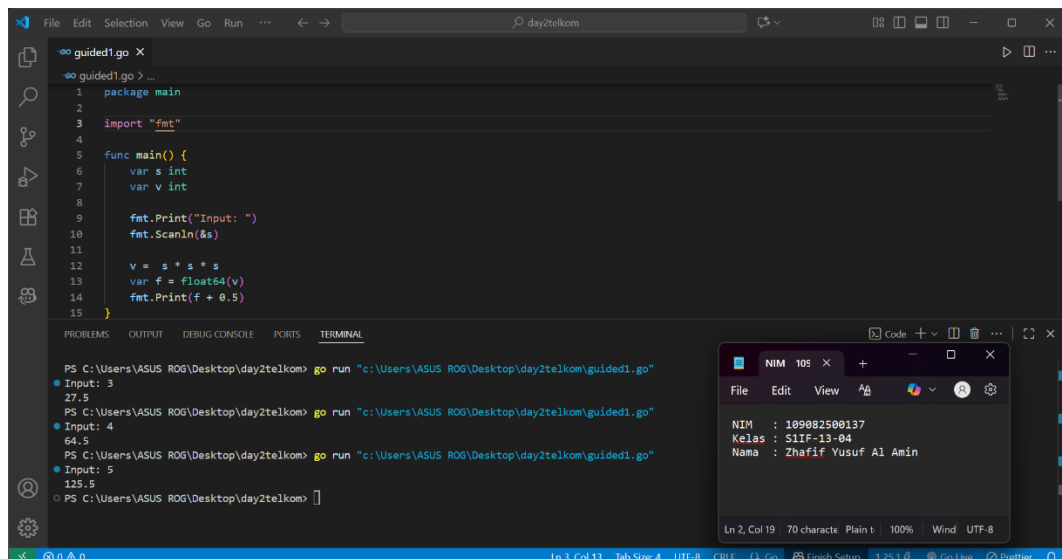 File Edit Selection View Go Run ... day2telkom
guided1.go
guided1.go > ...
1 package main
2
3 import "fmt"
4
5 func main() {
6 var s int
7 var v int
8
9 fmt.Print("Input: ")
10 fmt.Scanln(&s)
11
12 v = s * s * s
13 var f = float64(v)
14 fmt.Print(f + 0.5)
15 }
PROBLEMS OUTPUT DEBUG CONSOLE PORTS TERMINAL Code
PS C:\Users\ASUS ROG\Desktop\day2telkom> go run "c:\Users\ASUS ROG\Desktop\day2telkom\guided1.go"
Input: 3
27.5
PS C:\Users\ASUS ROG\Desktop\day2telkom> go run "c:\Users\ASUS ROG\Desktop\day2telkom\guided1.go"
Input: 4
64.5
PS C:\Users\ASUS ROG\Desktop\day2telkom> go run "c:\Users\ASUS ROG\Desktop\day2telkom\guided1.go"
Input: 5
125.5
PS C:\Users\ASUS ROG\Desktop\day2telkom>
NIM 109
File Edit View
NIM : 109082500137
Kelas : S1IF-13-04
Nama : Zhafif Yusuf Al Amin
Ln 2, Col 19 70 characte Plain t 100% Wind UTF-8
0 0 Ln 3, Col 13 Tab Size: 4 UTF-8 CRLF {} Go Finish Setup 1.25.1 Go Live Prettier